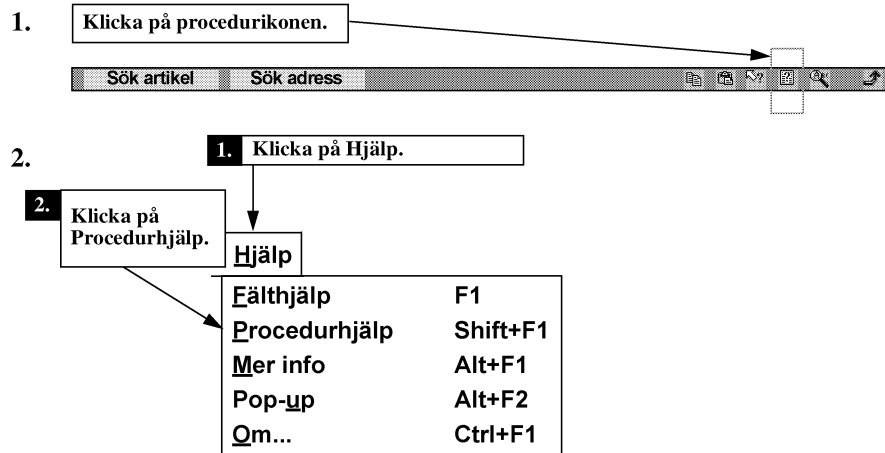 1. Klicka på procedurikonen.
Sök artikel Sök adress
2.
1. Klicka på Hjälp.
2. Klicka på
Procedurhjälp.
Hjälp
Fälthjälp F1
Procedurhjälp Shift+F1
Mer info Alt+F1
Pop-up Alt+F2
Om... Ctrl+F1